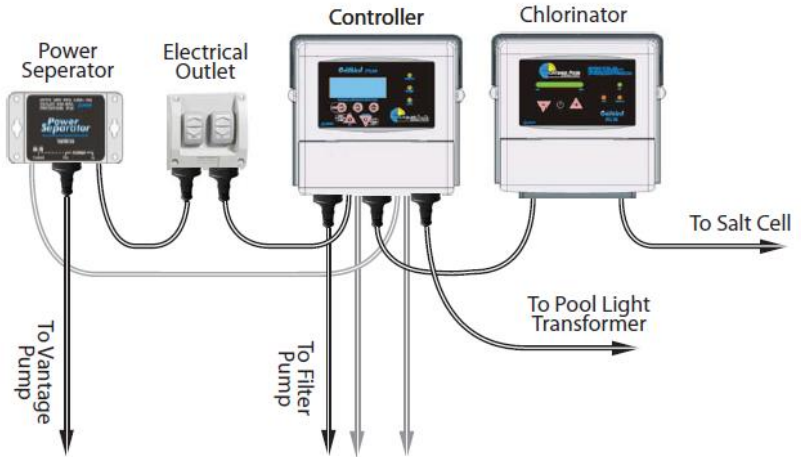 Controller
Chlorinator
Power
Seperator
Electrical
Outlet
Power
Separator
To Salt Cell
To Pool Light
Transformer
To Vantage
Pump
To Filter
Pump